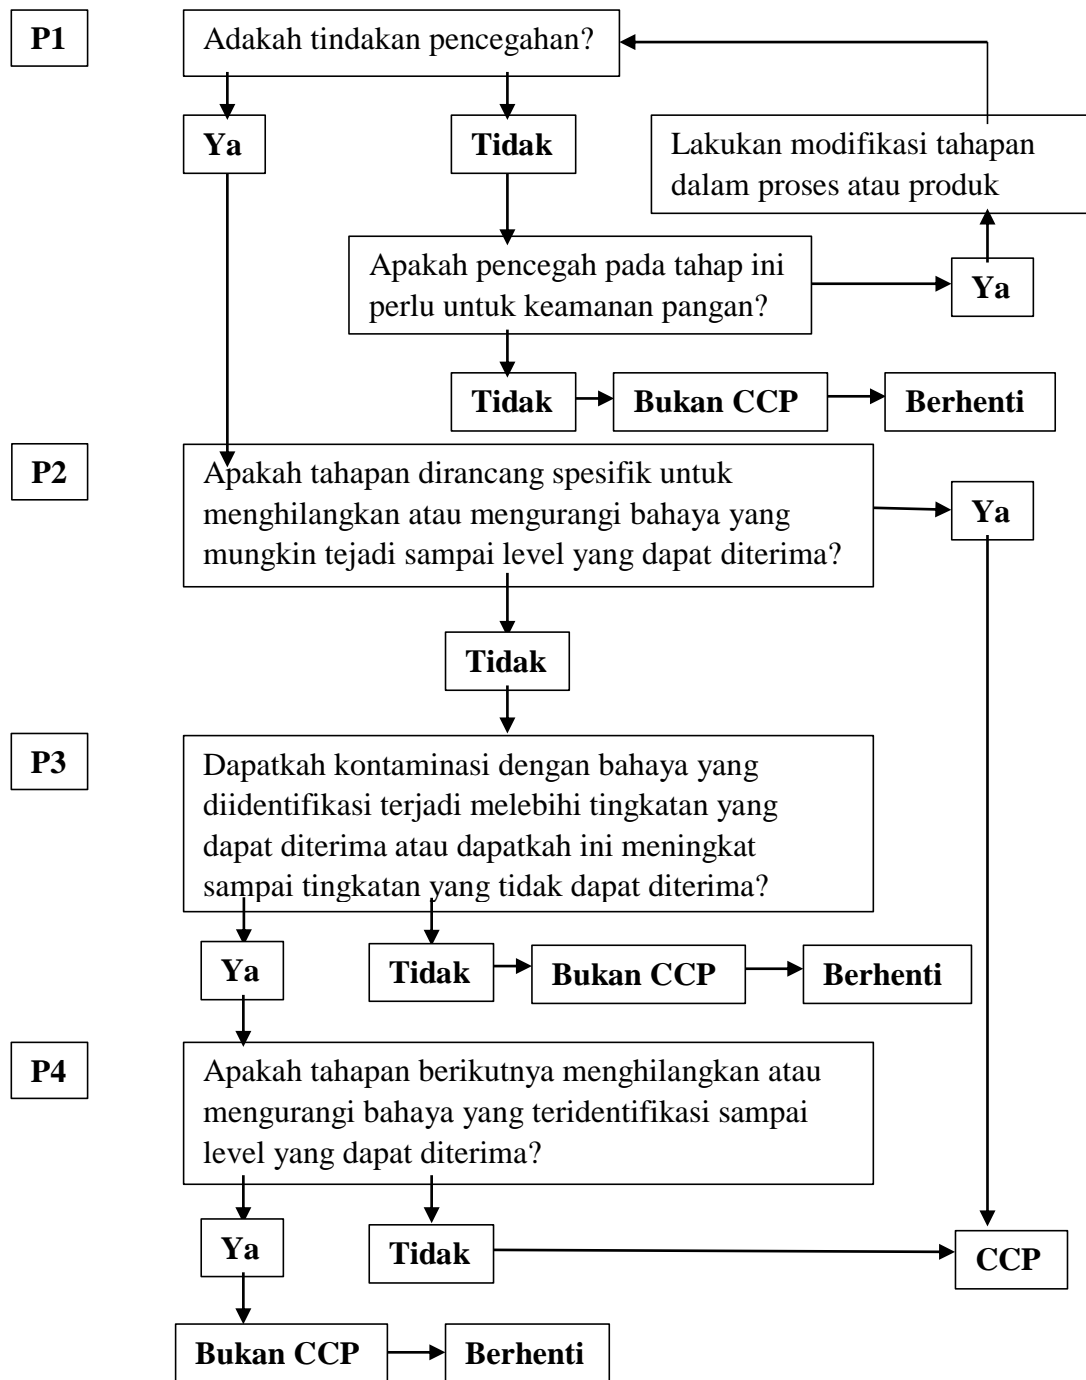 P1
Adakah tindakan pencegahan?
Ya
Tidak
Lakukan modifikasi tahapan
dalam proses atau produk
Apakah pencegah pada tahap ini
perlu untuk keamanan pangan?
Ya
Tidak
Bukan CCP
Berhenti
P2
Apakah tahapan dirancang spesifik untuk
menghilangkan atau mengurangi bahaya yang
mungkin tejadi sampai level yang dapat diterima?
Ya
Tidak
P3
Dapatkah kontaminasi dengan bahaya yang
diidentifikasi terjadi melebihi tingkatan yang
dapat diterima atau dapatkah ini meningkat
sampai tingkatan yang tidak dapat diterima?
Ya
Tidak
Bukan CCP
Berhenti
P4
Apakah tahapan berikutnya menghilangkan atau
mengurangi bahaya yang teridentifikasi sampai
level yang dapat diterima?
Ya
Tidak
CCP
Bukan CCP
Berhenti